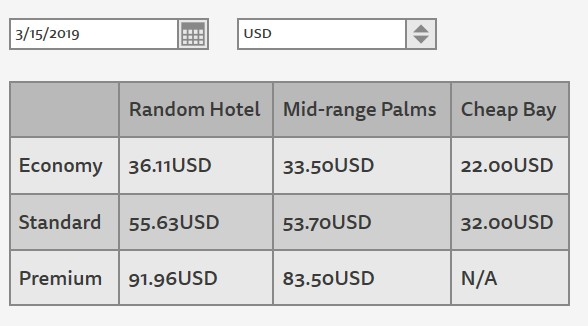 3/15/2019 USD
Random Hotel Mid-range Palms Cheap Bay
Economy 36.11USD 33.50USD 22.00USD
Standard 55.63USD 53.70USD 32.00USD
Premium 91.96USD 83.50USD N/A